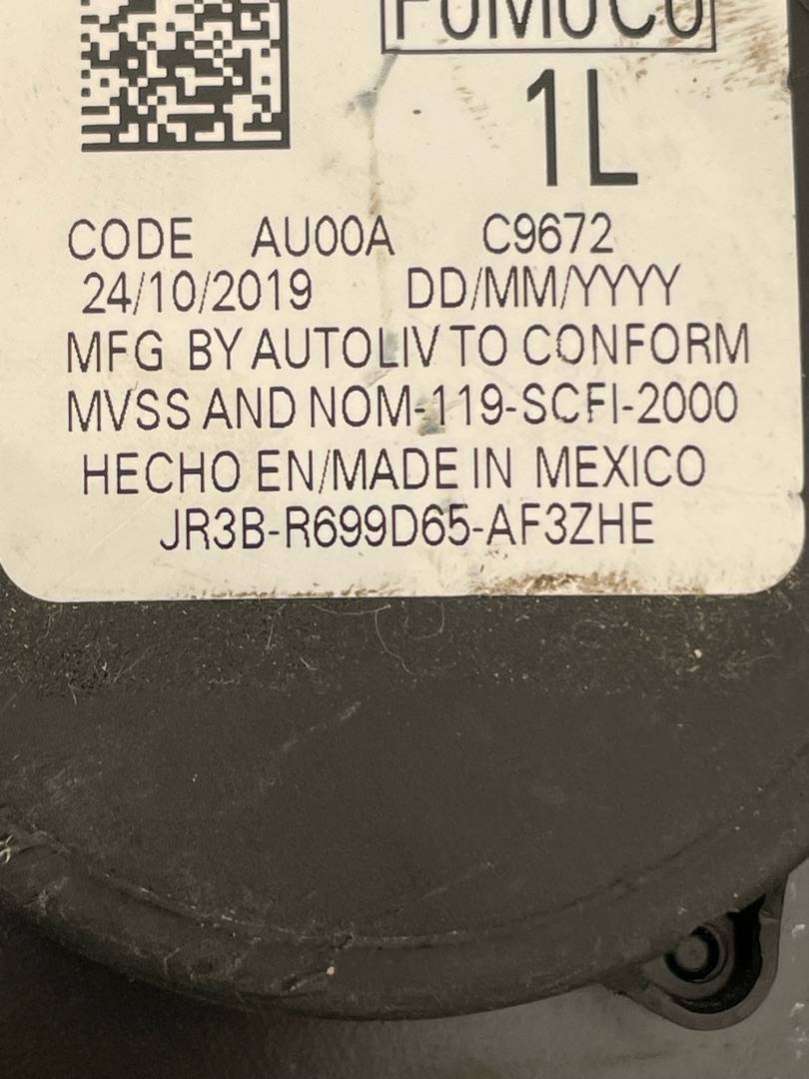 FoMoCo
1L
CODE AU00A C9672
24/10/2019 DD/MM/YYYY
MFG BY AUTOLIV TO CONFORM
MVSS AND NOM-119-SCFI-2000
HECHO EN/MADE IN MEXICO
JR3B-R699D65-AF3ZHE